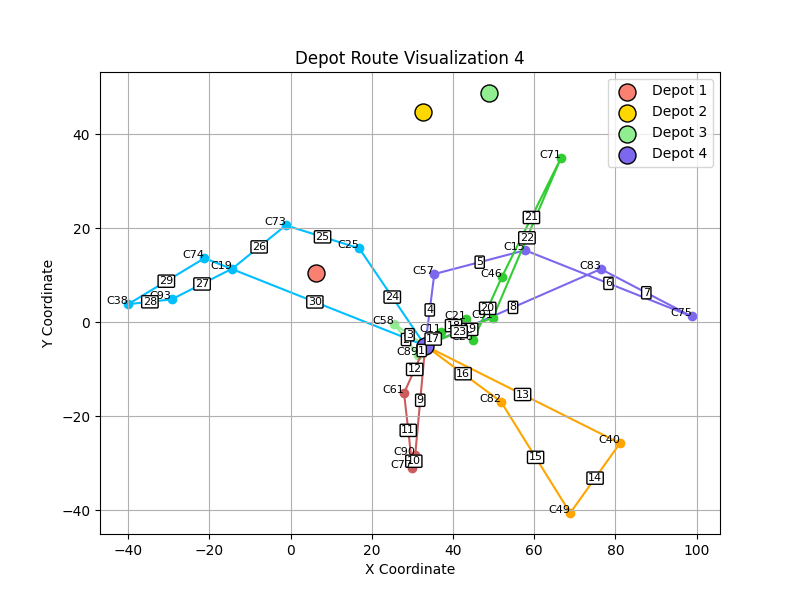 Depot Route Visualization 4
Depot 1
Depot 2
Depot 3
Depot 4
Y Coordinate
40
20
0
−20
−40
C71
21
22
C73
25
C25
26
C74
C19
29
27
C38
28
C93
30
24
C57
5
C15
C46
C83
6
7
C75
4
20
8
C58
C21
C91
C11
23
17
3
C89
1
12
9
C61
11
C90
10
16
13
C82
C40
15
14
C49
−40
−20
0
20
40
60
80
100
X Coordinate